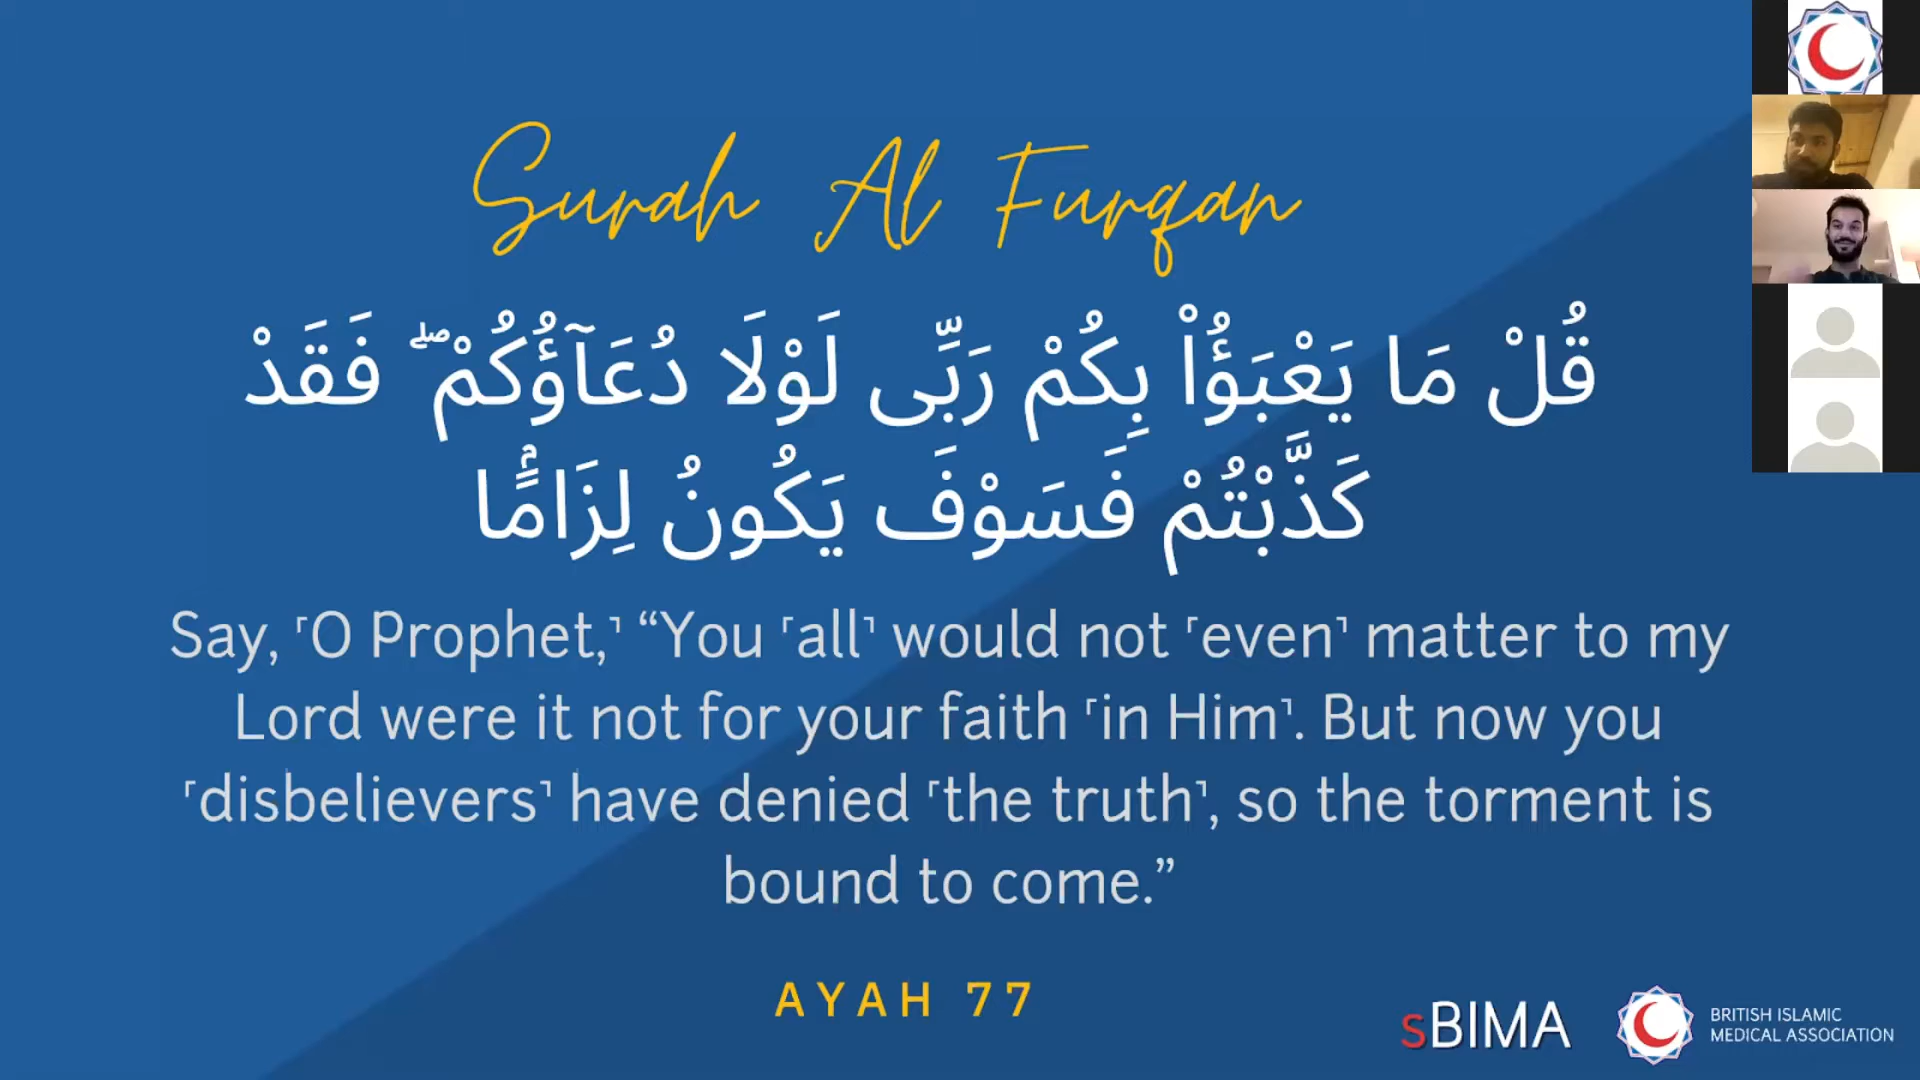 Surah Al Furqan
قُلْ مَا يَعْبَؤُا۟ بِكُمْ رَبِّى لَوْلَا دُعَآؤُكُمْ ۖ فَقَدْ
كَذَّبْتُمْ فَسَوْفَ يَكُونُ لِزَامًۢا
Say, ˹O Prophet,˺ “You ˹all˺ would not ˹even˺ matter to my
Lord were it not for your faith ˹in Him˺. But now you
˹disbelievers˺ have denied ˹the truth˺, so the torment is
bound to come.”
AYAH 77
sBIMA
BRITISH ISLAMIC
MEDICAL ASSOCIATION